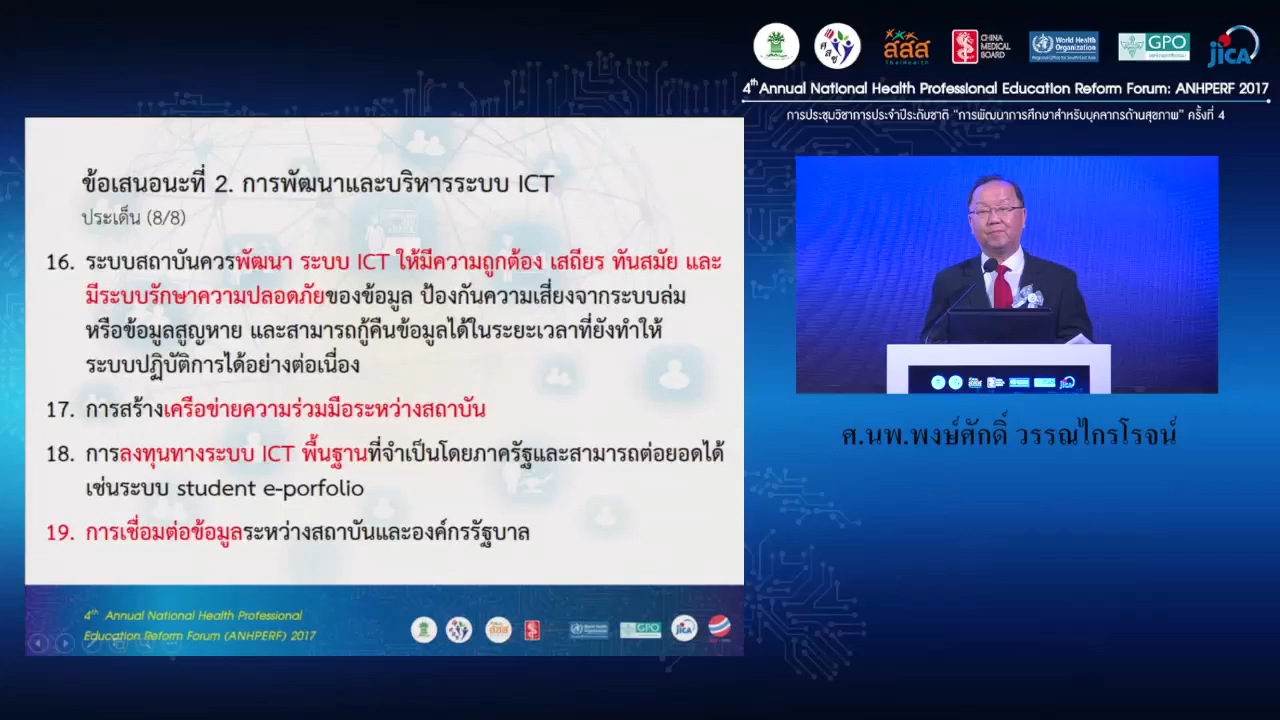 สสส
ThaiHealth
CHINA
MEDICAL
BOARD
World Health
Organization
Regional Office for South-East Asia
GPO
jICA
4th Annual National Health Professional Education Reform Forum: ANHPERF 2017
การประชุมวิชาการประจำปีระดับชาติ "การพัฒนาการศึกษาสำหรับบุคลากรด้านสุขภาพ" ครั้งที่ 4
ข้อเสนอนะที่ 2. การพัฒนาและบริหารระบบ ICT
ประเด็น (8/8)
16. ระบบสถาบันควรพัฒนา ระบบ ICT ให้มีความถูกต้อง เสถียร ทันสมัย และ
มีระบบรักษาความปลอดภัยของข้อมูล ป้องกันความเสี่ยงจากระบบล่ม
หรือข้อมูลสูญหาย และสามารถกู้คืนข้อมูลได้ในระยะเวลาที่ยังทำให้
ระบบปฏิบัติการได้อย่างต่อเนื่อง
17. การสร้างเครือข่ายความร่วมมือระหว่างสถาบัน
18. การลงทุนทางระบบ ICT พื้นฐานที่จำเป็นโดยภาครัฐและสามารถต่อยอดได้
เช่นระบบ student e-porfolio
19. การเชื่อมต่อข้อมูลระหว่างสถาบันและองค์กรรัฐบาล
ศ.นพ.พงษ์ศักดิ์ วรรณไกรโรจน์
4th Annual National Health Professional
Education Reform Forum (ANHPERF) 2017
สสส
GPO
jICA